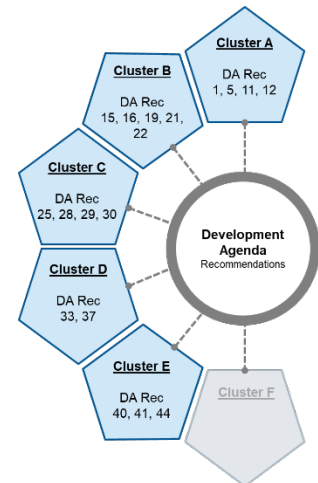 Cluster A
DA Rec
1, 5, 11, 12
Cluster B
DA Rec
15, 16, 19, 21,
22
Cluster C
DA Rec
25, 28, 29, 30
Development
Agenda
Recommendations
Cluster D
DA Rec
33, 37
Cluster E
DA Rec
40, 41, 44
Cluster F